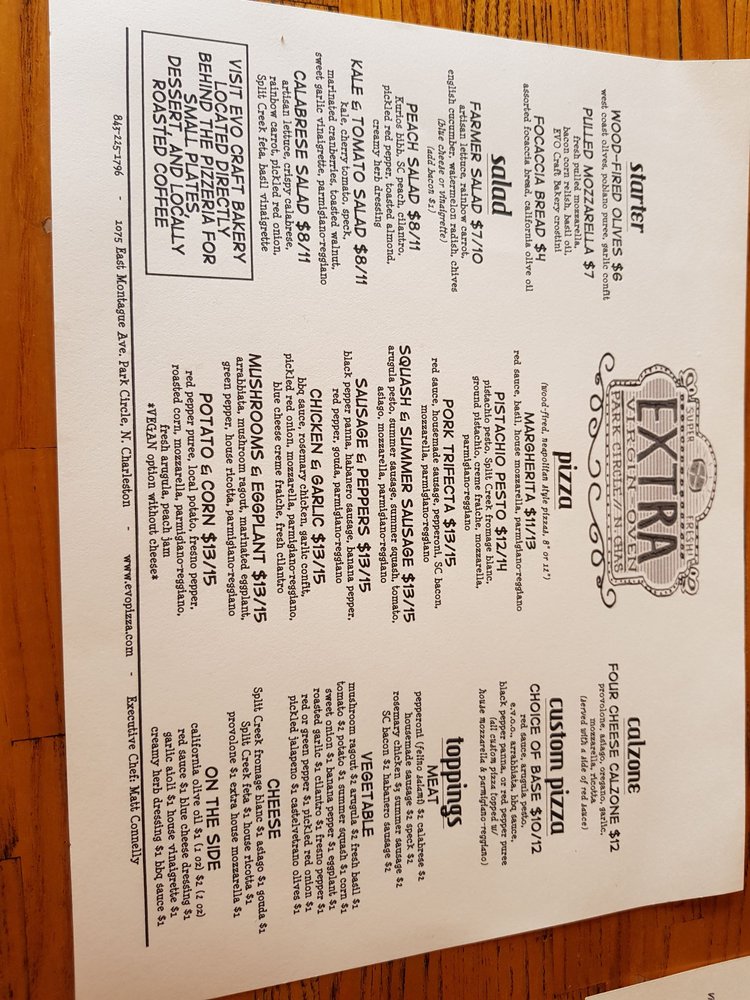 SUPER FRESH!
EXTRA
VIRGIN-OVEN
PARK CIRCLE // N CHAS
starter
WOOD-FIRED OLIVES $6
west coast olives, poblano puree, garlic confit
PULLED MOZZARELLA $7
fresh pulled mozzarella,
bacon corn relish, basil oil,
EVO Craft Bakery crostini
FOCACCIA BREAD $4
assorted focaccia bread, california olive oil
salad
FARMER SALAD $7/10
artisan lettuce, rainbow carrot,
english cucumber, watermelon radish, chives
(blue cheese or vinaigrette)
(add bacon $2)
PEACH SALAD $8/11
Kurios bibb, SC peach, cilantro,
pickled red pepper, toasted almond,
creamy herb dressing
KALE & TOMATO SALAD $8/11
kale, cherry tomato, speck,
marinated cranberries, toasted walnut,
sweet garlic vinaigrette, parmigiano-reggiano
CALABRESE SALAD $8/11
artisan lettuce, crispy calabrese,
rainbow carrot, pickled red onion,
Split Creek feta, basil vinaigrette
VISIT EVO CRAFT BAKERY
LOCATED DIRECTLY
BEHIND THE PIZZERIA FOR
SMALL PLATES,
DESSERT, AND LOCALLY
ROASTED COFFEE
pizza
(wood-fired, neapolitan style pizzas, 8" or 12")
MARGHERITA $11/13
red sauce, basil, house mozzarella, parmigiano-reggiano
PISTACHIO PESTO $12/14
pistachio pesto, Split Creek fromage blanc,
ground pistachio, creme fraiche, mozzarella,
parmigiano-reggiano
PORK TRIFECTA $13/15
red sauce, housemade sausage, pepperoni, SC bacon,
mozzarella, parmigiano-reggiano
SQUASH & SUMMER SAUSAGE $13/15
arugula pesto, summer sausage, summer squash, tomato,
asiago, mozzarella, parmigiano-reggiano
SAUSAGE & PEPPERS $13/15
black pepper panna, habanero sausage, banana pepper,
red pepper, gouda, parmigiano-reggiano
CHICKEN & GARLIC $13/15
bbq sauce, rosemary chicken, garlic confit,
pickled red onion, mozzarella, parmigiano-reggiano,
blue cheese creme fraiche, fresh cilantro
MUSHROOMS & EGGPLANT $13/15
arrabbiata, mushroom ragout, marinated eggplant,
green pepper, house ricotta, parmigiano-reggiano
POTATO & CORN $13/15
red pepper puree, local potato, fresno pepper,
roasted corn, mozzarella, parmigiano-reggiano,
fresh arugula, peach jam
*VEGAN option without cheese*
calzone
FOUR CHEESE CALZONE $12
provolone, asiago, oregano, garlic,
mozzarella, ricotta
(served with a side of red sauce)
custom pizza
CHOICE OF BASE $10/12
red sauce, arugula pesto,
e.v.o.o., arrabbiata, bbq sauce,
black pepper panna, or red pepper puree
(all custom pizza topped w/
house mozzarella & parmigiano-reggiano)
toppings
MEAT
pepperoni (felino, salami) $2 calabrese $2
housemade sausage $2 speck $2
rosemary chicken $3 summer sausage $2
SC bacon $2 habanero sausage $2
VEGETABLE
mushroom ragout $2 arugula $2 fresh basil $1
tomato $2 potato $1 summer squash $1 corn $1
sweet onion $1 banana pepper $1 eggplant $1
roasted garlic $1 cilantro $1 fresno pepper $1
red or green pepper $1 pickled red onion $1
pickled jalapeno $1 castelvetrano olives $1
CHEESE
Split Creek fromage blanc $1 asiago $1 gouda $1
Split Creek feta $1 house ricotta $1
provolone $1 extra house mozzarella $1
ON THE SIDE
california olive oil $1 (1 oz) $2 (2 oz)
red sauce $1 blue cheese dressing $1
garlic aioli $1 house vinaigrette $1
creamy herb dressing $1 bbq sauce $1
843-225-1796 - 1075 East Montague Ave. Park Circle, N. Charleston - www.evopizza.com - Executive Chef Matt Connelly